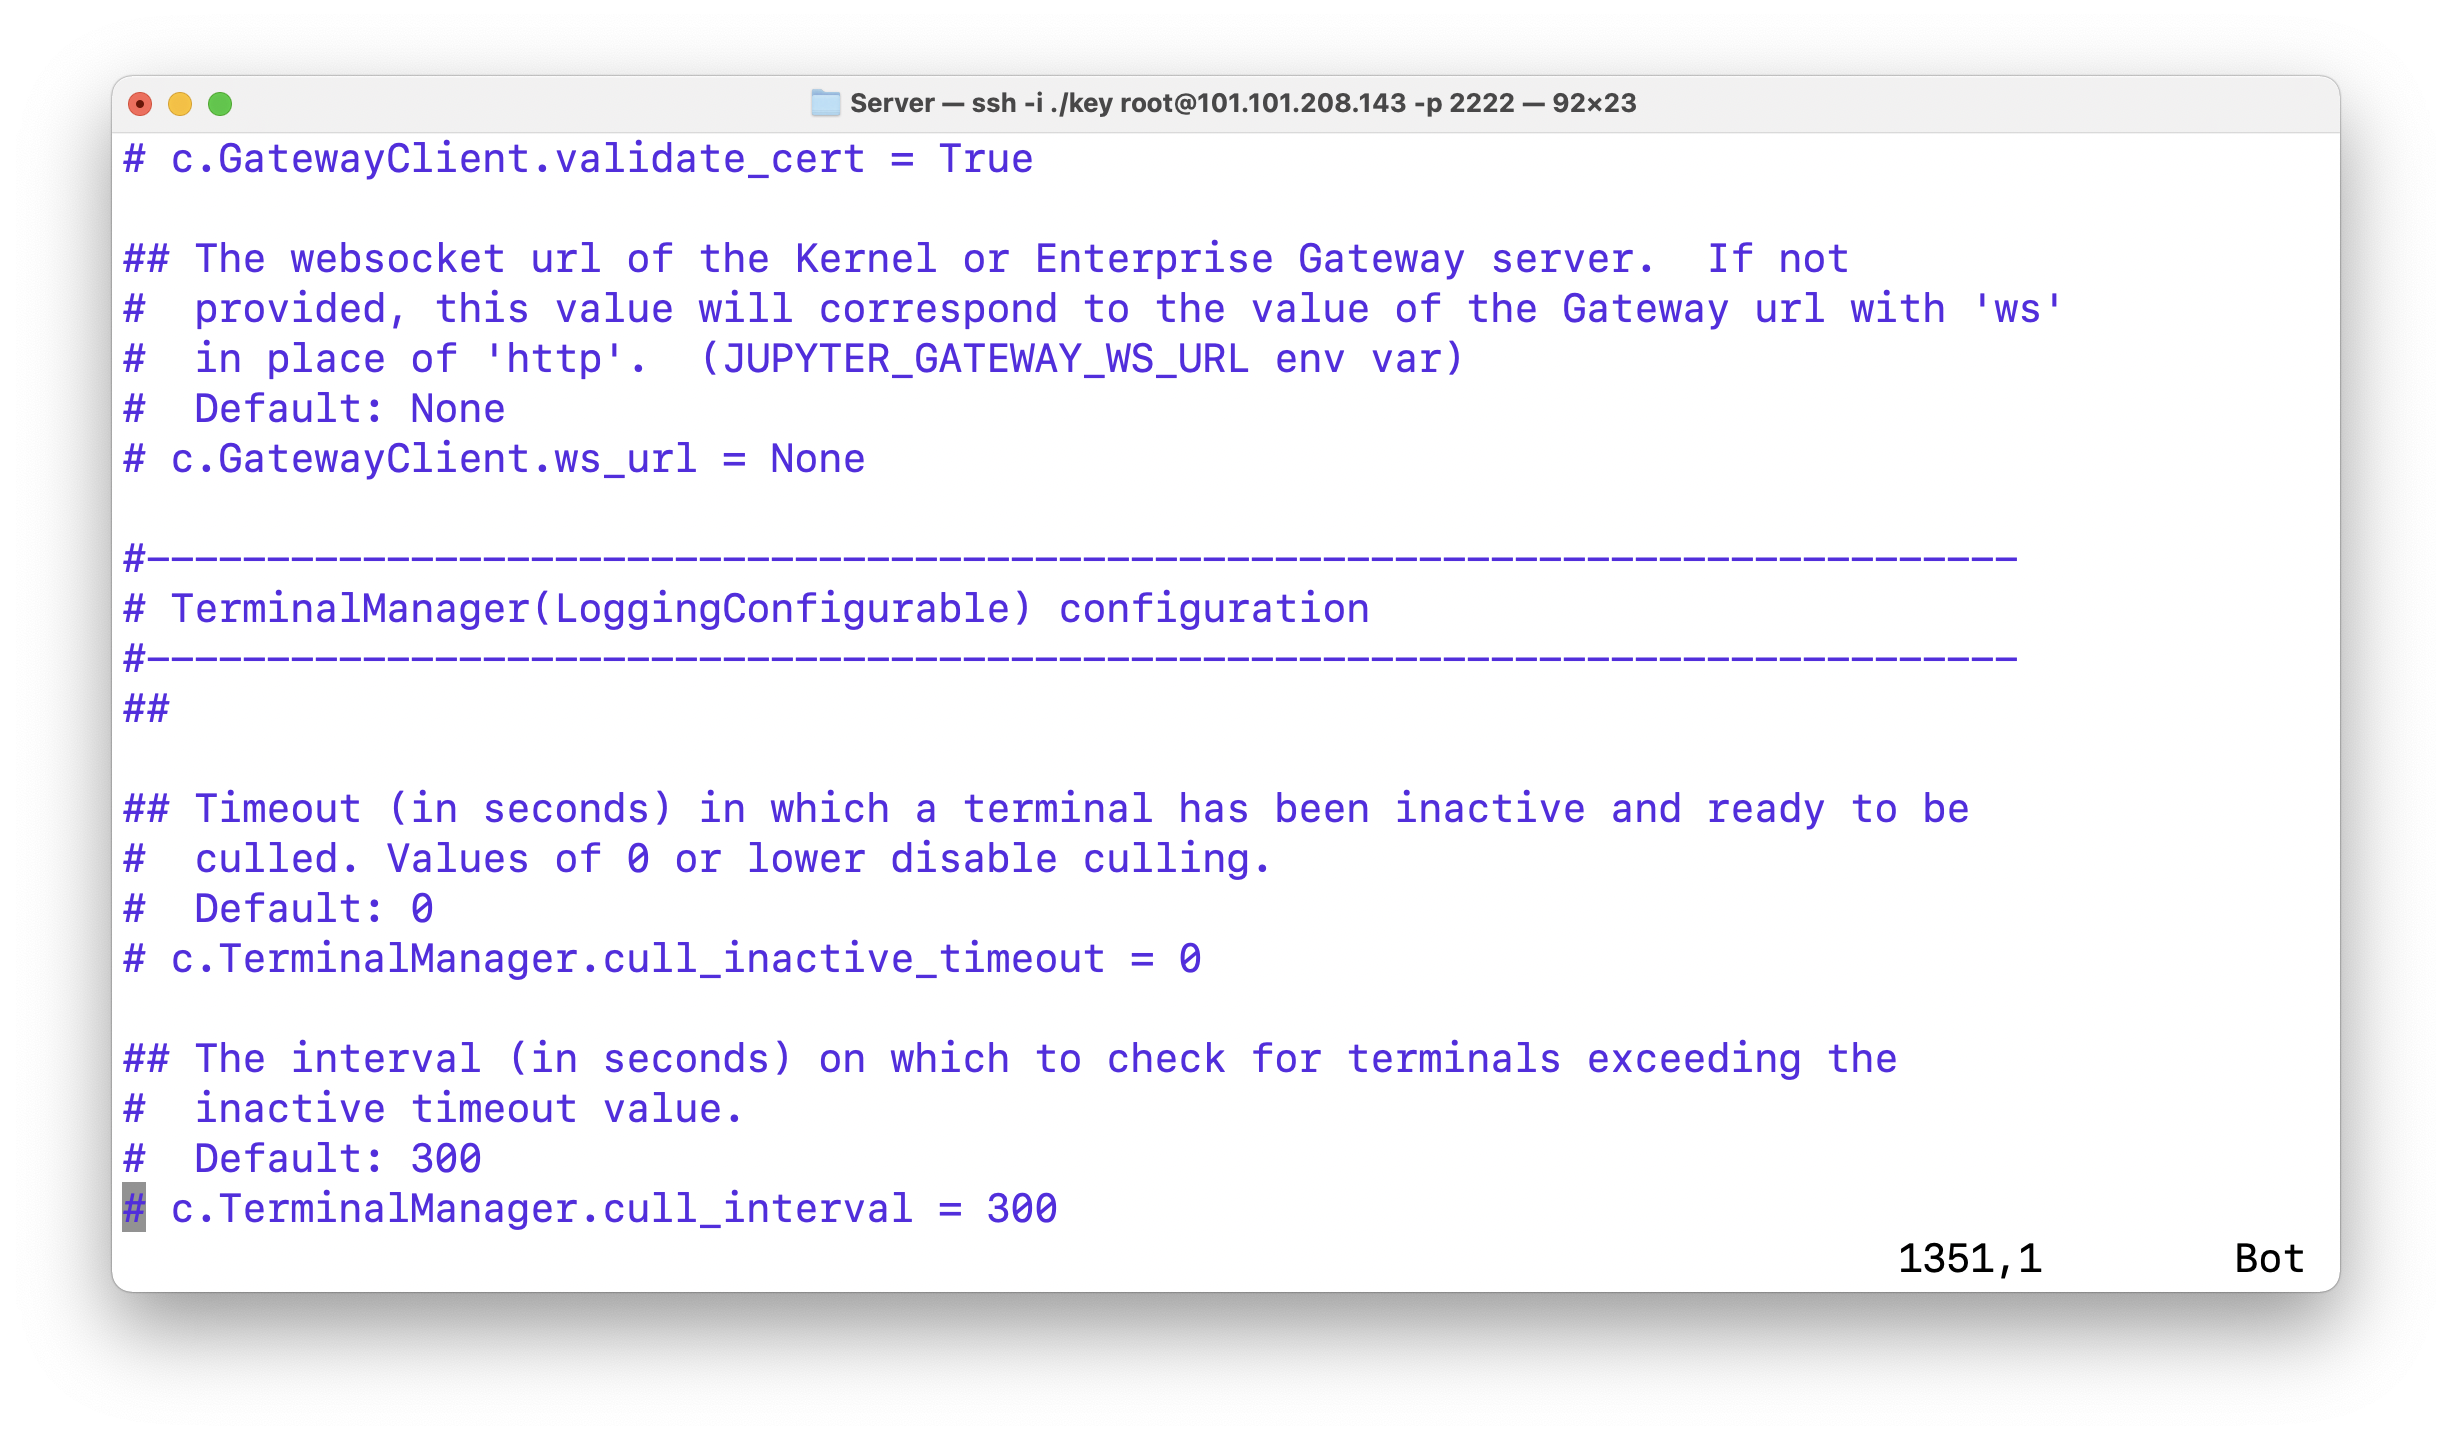 Server — ssh -i ./key root@101.101.208.143 -p 2222 — 92×23
# c.GatewayClient.validate_cert = True
## The websocket url of the Kernel or Enterprise Gateway server.  If not
#  provided, this value will correspond to the value of the Gateway url with 'ws'
#  in place of 'http'.  (JUPYTER_GATEWAY_WS_URL env var)
#  Default: None
# c.GatewayClient.ws_url = None
#------------------------------------------------------------------------------
# TerminalManager(LoggingConfigurable) configuration
#------------------------------------------------------------------------------
##
## Timeout (in seconds) in which a terminal has been inactive and ready to be
#  culled. Values of 0 or lower disable culling.
#  Default: 0
# c.TerminalManager.cull_inactive_timeout = 0
## The interval (in seconds) on which to check for terminals exceeding the
#  inactive timeout value.
#  Default: 300
# c.TerminalManager.cull_interval = 300
1351,1 Bot